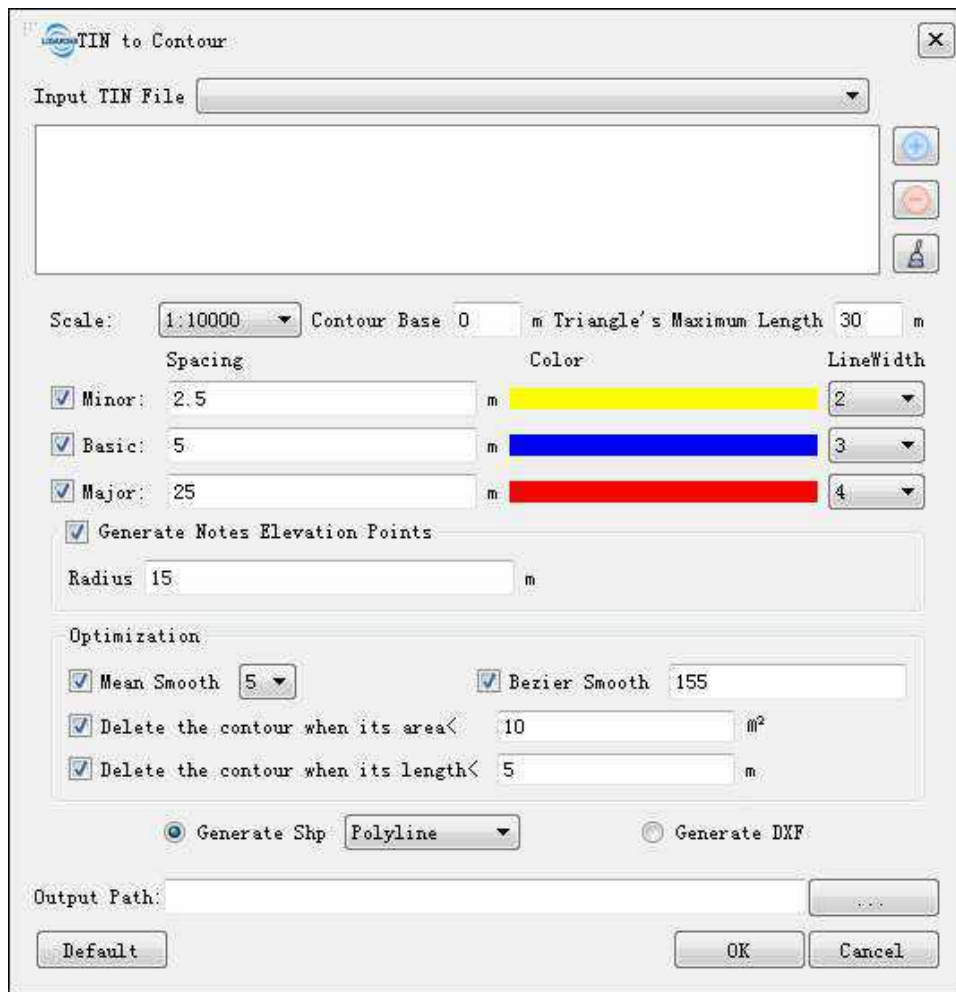 TIN to Contour
Input TIN File
Scale: 1:10000 Contour Base 0 m Triangle's Maximum Length 30 m
Spacing Color LineWidth
Minor: 2.5 m 2
Basic: 5 m 3
Major: 25 m 4
Generate Notes Elevation Points
Radius 15 m
Optimization
Mean Smooth 5 Bezier Smooth 155
Delete the contour when its area< 10 m²
Delete the contour when its length< 5 m
Generate Shp Polyline Generate DXF
Output Path: ...
Default OK Cancel